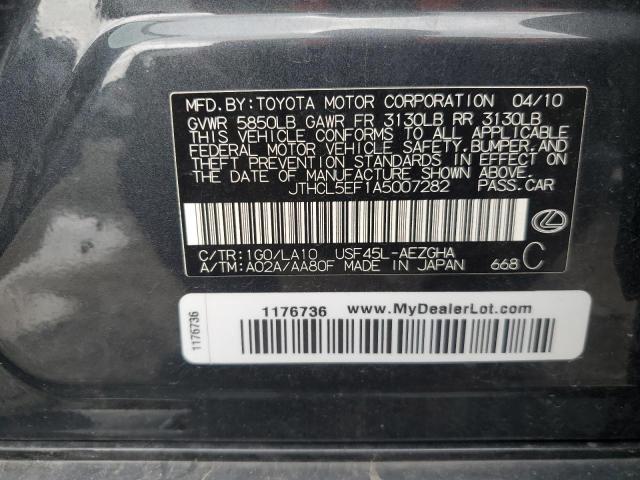 MFD. BY: TOYOTA MOTOR CORPORATION 04/10
GVWR 5850LB GAWR FR 3130LB RR 3130LB
THIS VEHICLE CONFORMS TO ALL APPLICABLE
FEDERAL MOTOR VEHICLE SAFETY, BUMPER, AND
THEFT PREVENTION STANDARDS IN EFFECT ON
THE DATE OF MANUFACTURE SHOWN ABOVE.
JTHCL5EF1A5007282 PASS. CAR
C/TR: 1G0/LA10 USF45L-AEZGHA
A/TM: A02A/AA80F MADE IN JAPAN 668 C
1176736 www.MyDealerLot.com
1176736